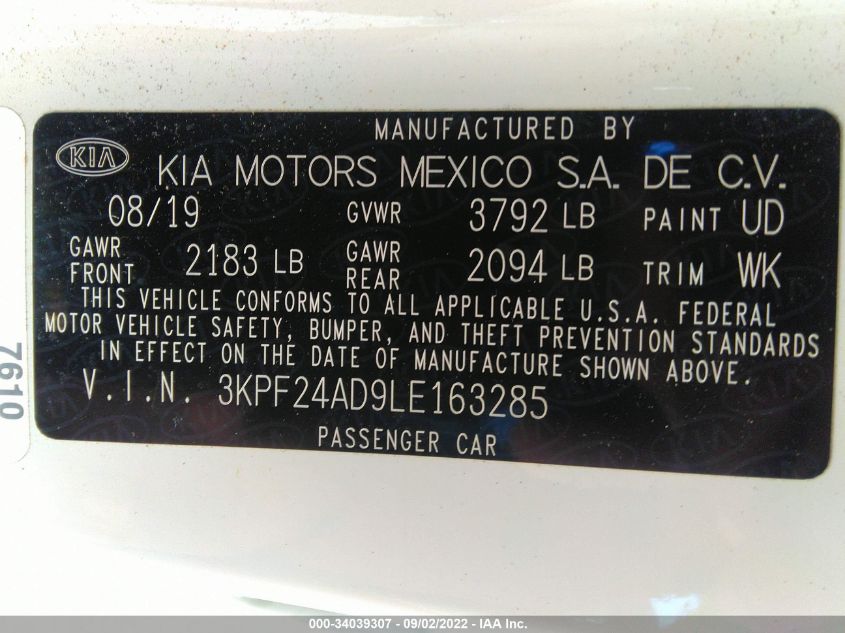 MANUFACTURED BY
KIA KIA MOTORS MEXICO S.A. DE C.V.
08/19 GVWR 3792 LB PAINT UD
GAWR FRONT 2183 LB GAWR REAR 2094 LB TRIM WK
THIS VEHICLE CONFORMS TO ALL APPLICABLE U.S.A. FEDERAL
MOTOR VEHICLE SAFETY, BUMPER, AND THEFT PREVENTION STANDARDS
IN EFFECT ON THE DATE OF MANUFACTURE SHOWN ABOVE.
V.I.N. 3KPF24AD9LE163285
PASSENGER CAR
7610
000-34039307 - 09/02/2022 - IAA Inc.